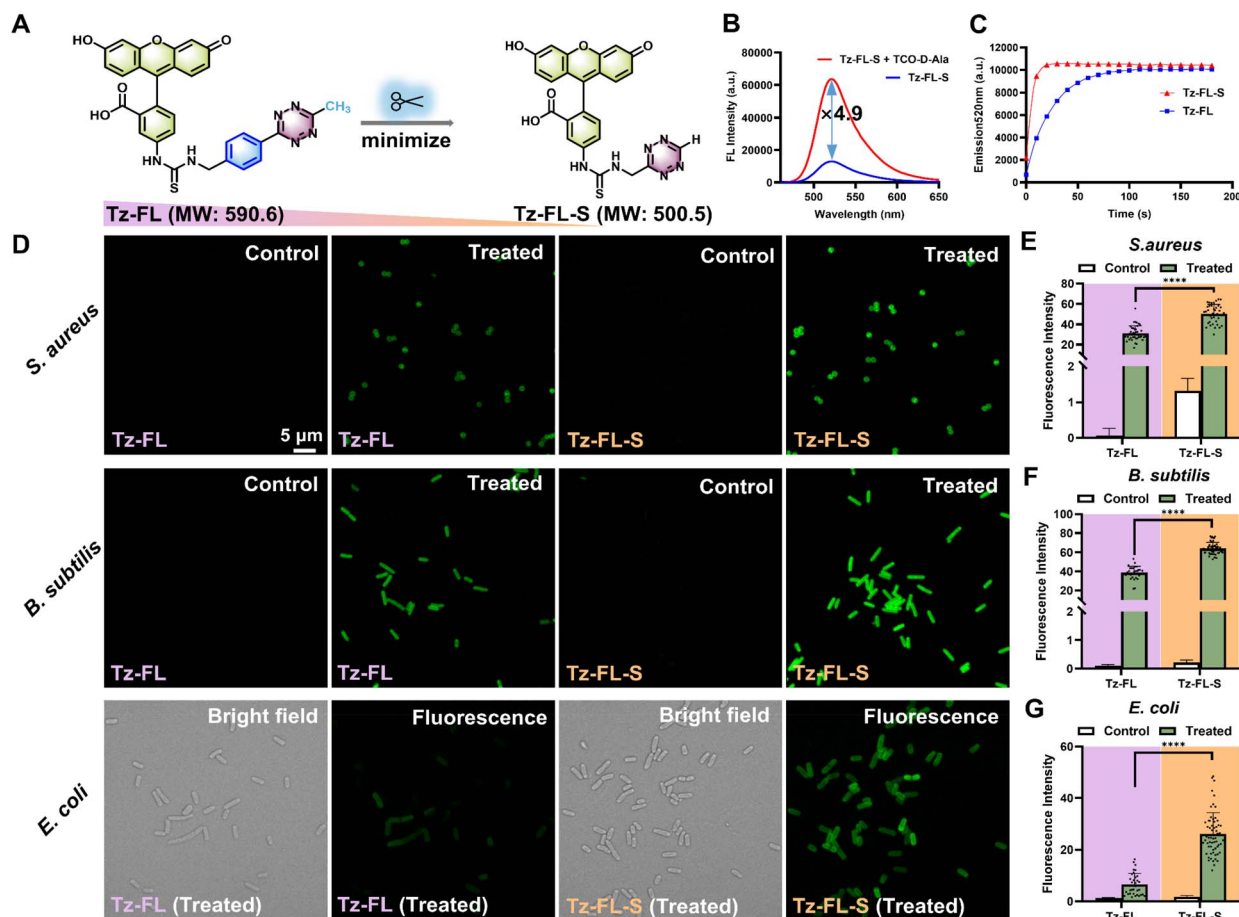 A
HO
O
O
O
HO
CH₃
N
N
N
N
NH
HN
S
minimize
HO
O
O
O
HO
N
N
N
N
H
NH
HN
S
Tz-FL (MW: 590.6)
Tz-FL-S (MW: 500.5)
B
FL Intensity (a.u.)
80000
60000
40000
20000
0
Tz-FL-S + TCO-D-Ala
Tz-FL-S
×4.9
500
550
600
650
Wavelength (nm)
C
Emission520nm (a.u.)
12000
10000
8000
6000
4000
2000
0
Tz-FL-S
Tz-FL
0
50
100
150
200
Time (s)
D
S. aureus
Control
Tz-FL
5 µm
Treated
Tz-FL
Control
Tz-FL-S
Treated
Tz-FL-S
B. subtilis
Control
Tz-FL
Treated
Tz-FL
Control
Tz-FL-S
Treated
Tz-FL-S
E. coli
Bright field
Tz-FL (Treated)
Fluorescence
Tz-FL (Treated)
Bright field
Tz-FL-S (Treated)
Fluorescence
Tz-FL-S (Treated)
E
S.aureus
Control
Treated
****
Fluorescence Intensity
80
60
40
20
2
1
0
Tz-FL
Tz-FL-S
F
B. subtilis
Control
Treated
****
Fluorescence Intensity
100
80
60
40
20
2
1
0
Tz-FL
Tz-FL-S
G
E. coli
Control
Treated
****
Fluorescence Intensity
60
40
20
0
Tz-FL
Tz-FL-S